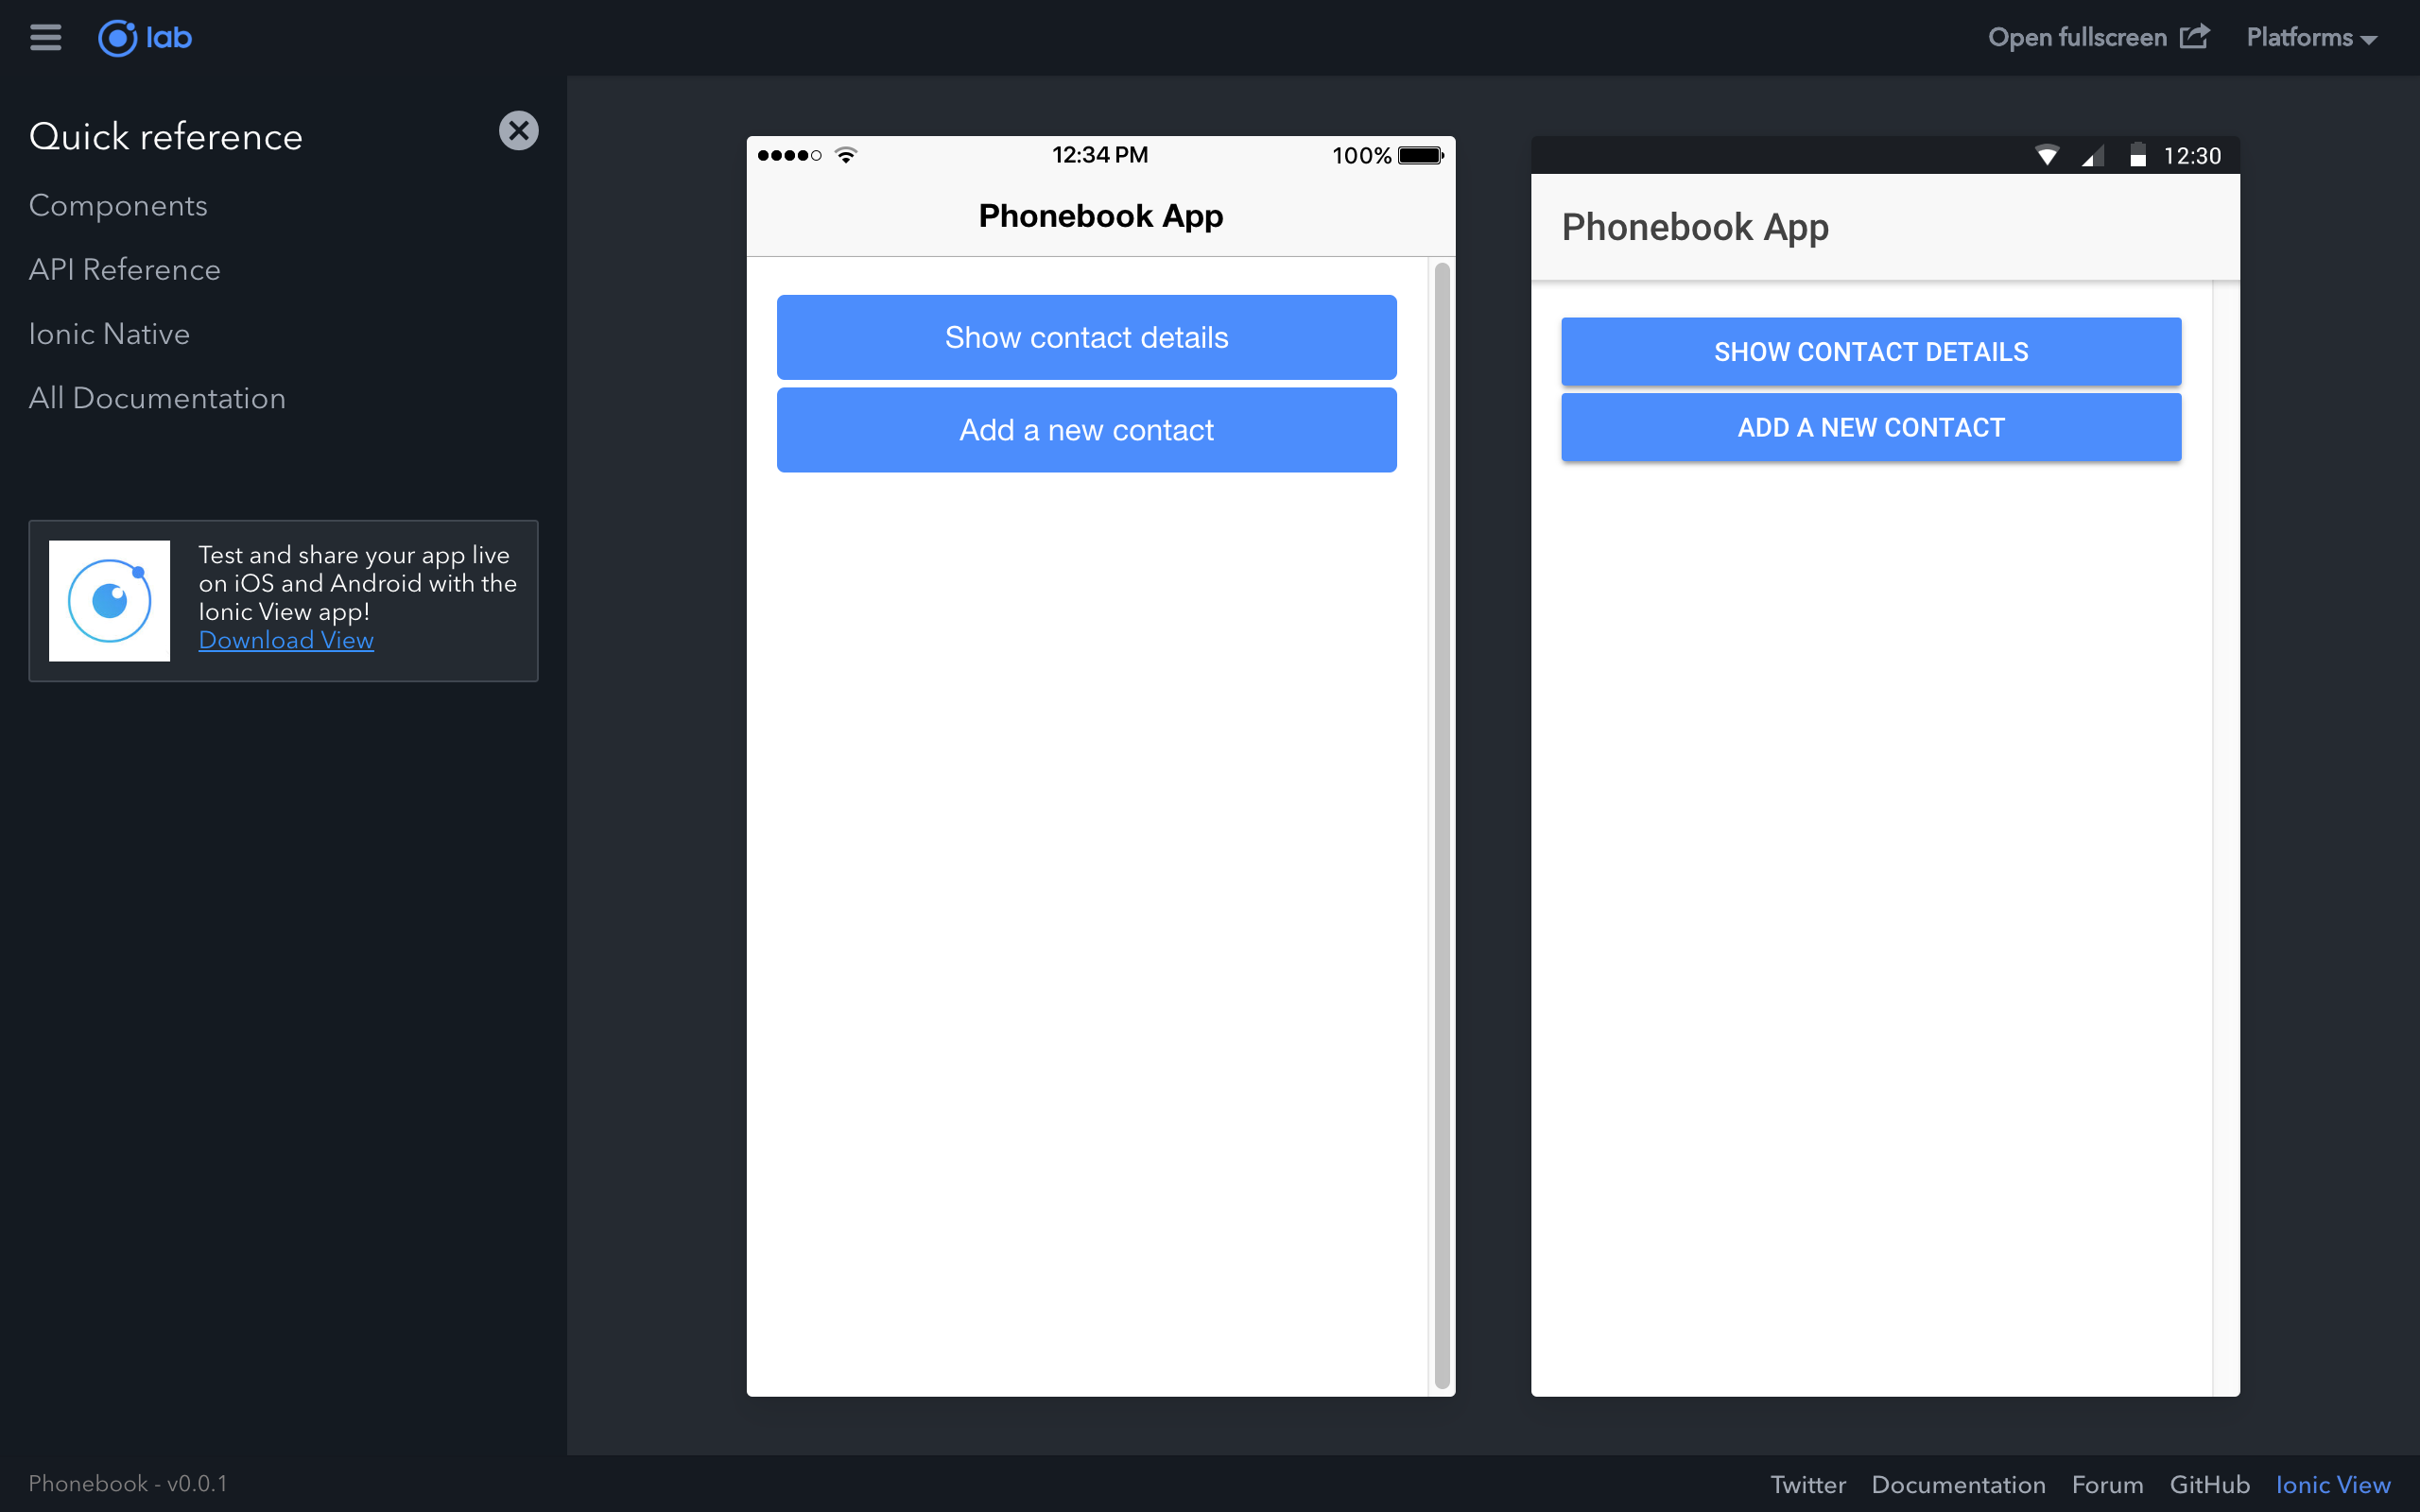 lab
Open fullscreen
Platforms
Quick reference
Components
API Reference
Ionic Native
All Documentation
Test and share your app live
on iOS and Android with the
Ionic View app!
Download View
12:34 PM
100%
Phonebook App
Show contact details
Add a new contact
12:30
Phonebook App
SHOW CONTACT DETAILS
ADD A NEW CONTACT
Phonebook - v0.0.1
Twitter Documentation Forum GitHub Ionic View